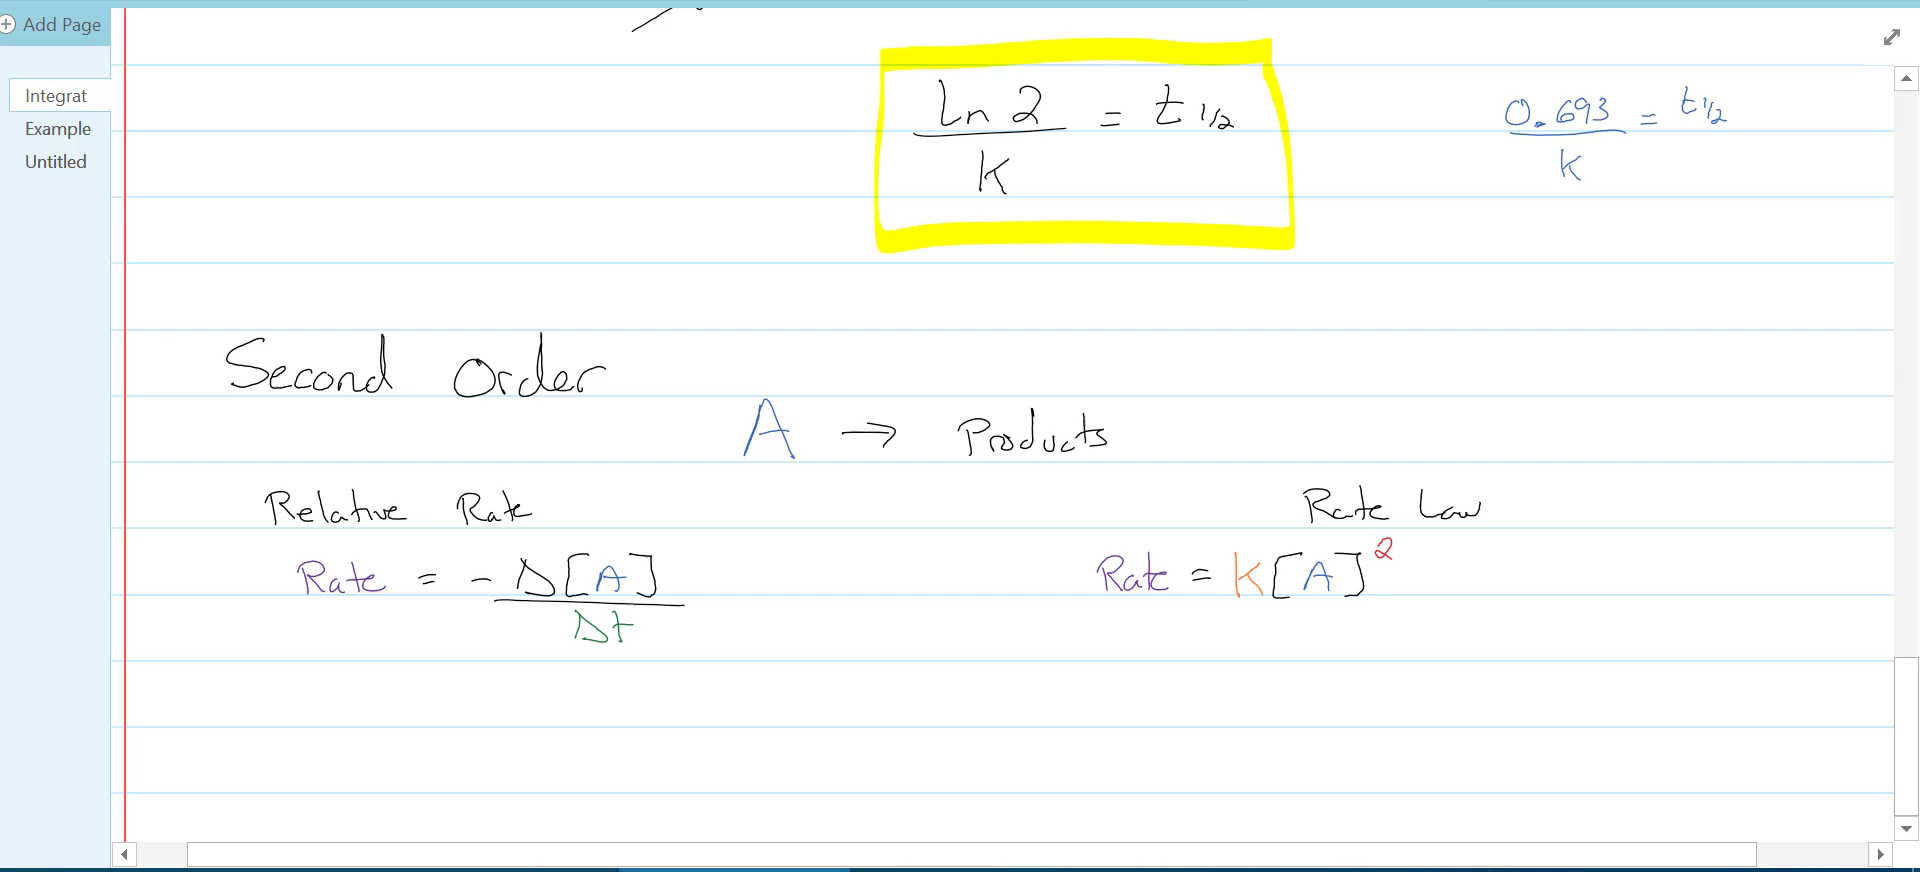 Add Page
Integrat
Example
Untitled
Ln 2 / K = t 1/2
0.693 / K = t 1/2
Second Order
A → Products
Relative Rate
Rate Law
Rate = - Δ[A] / Δt
Rate = K[A]²